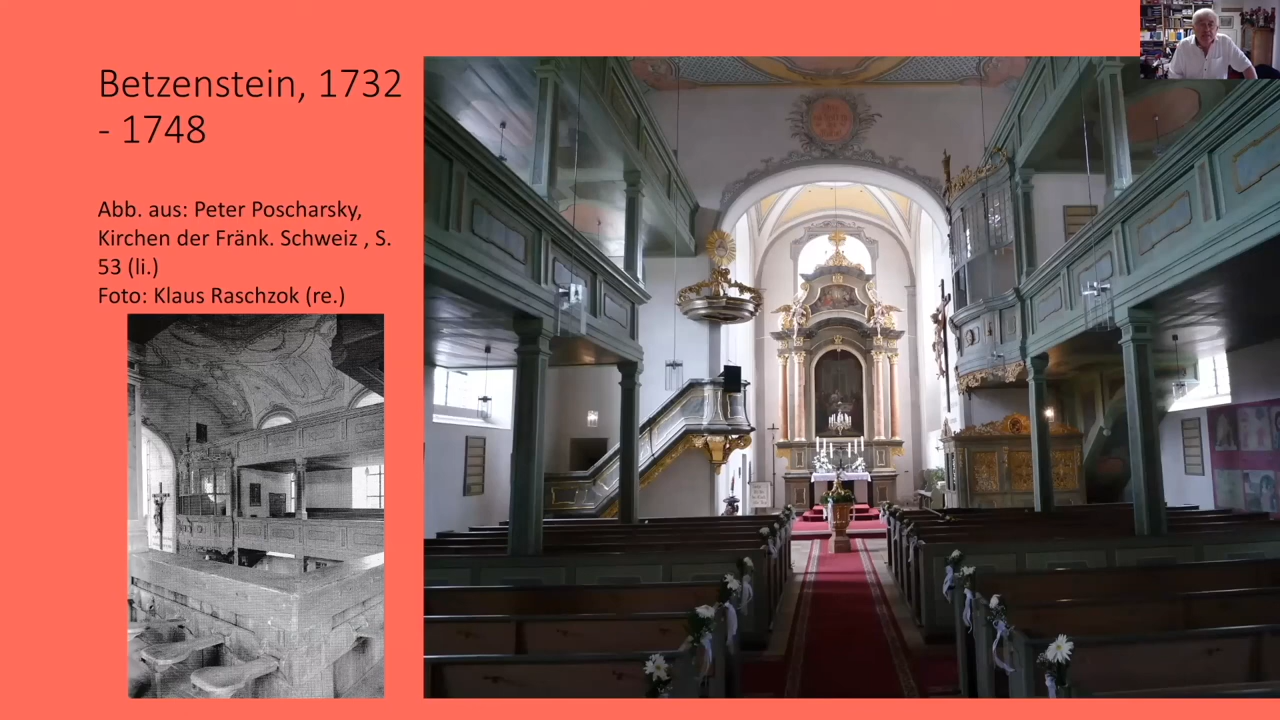 Betzenstein, 1732
- 1748
Abb. aus: Peter Poscharsky,
Kirchen der Fränk. Schweiz , S.
53 (li.)
Foto: Klaus Raschzok (re.)